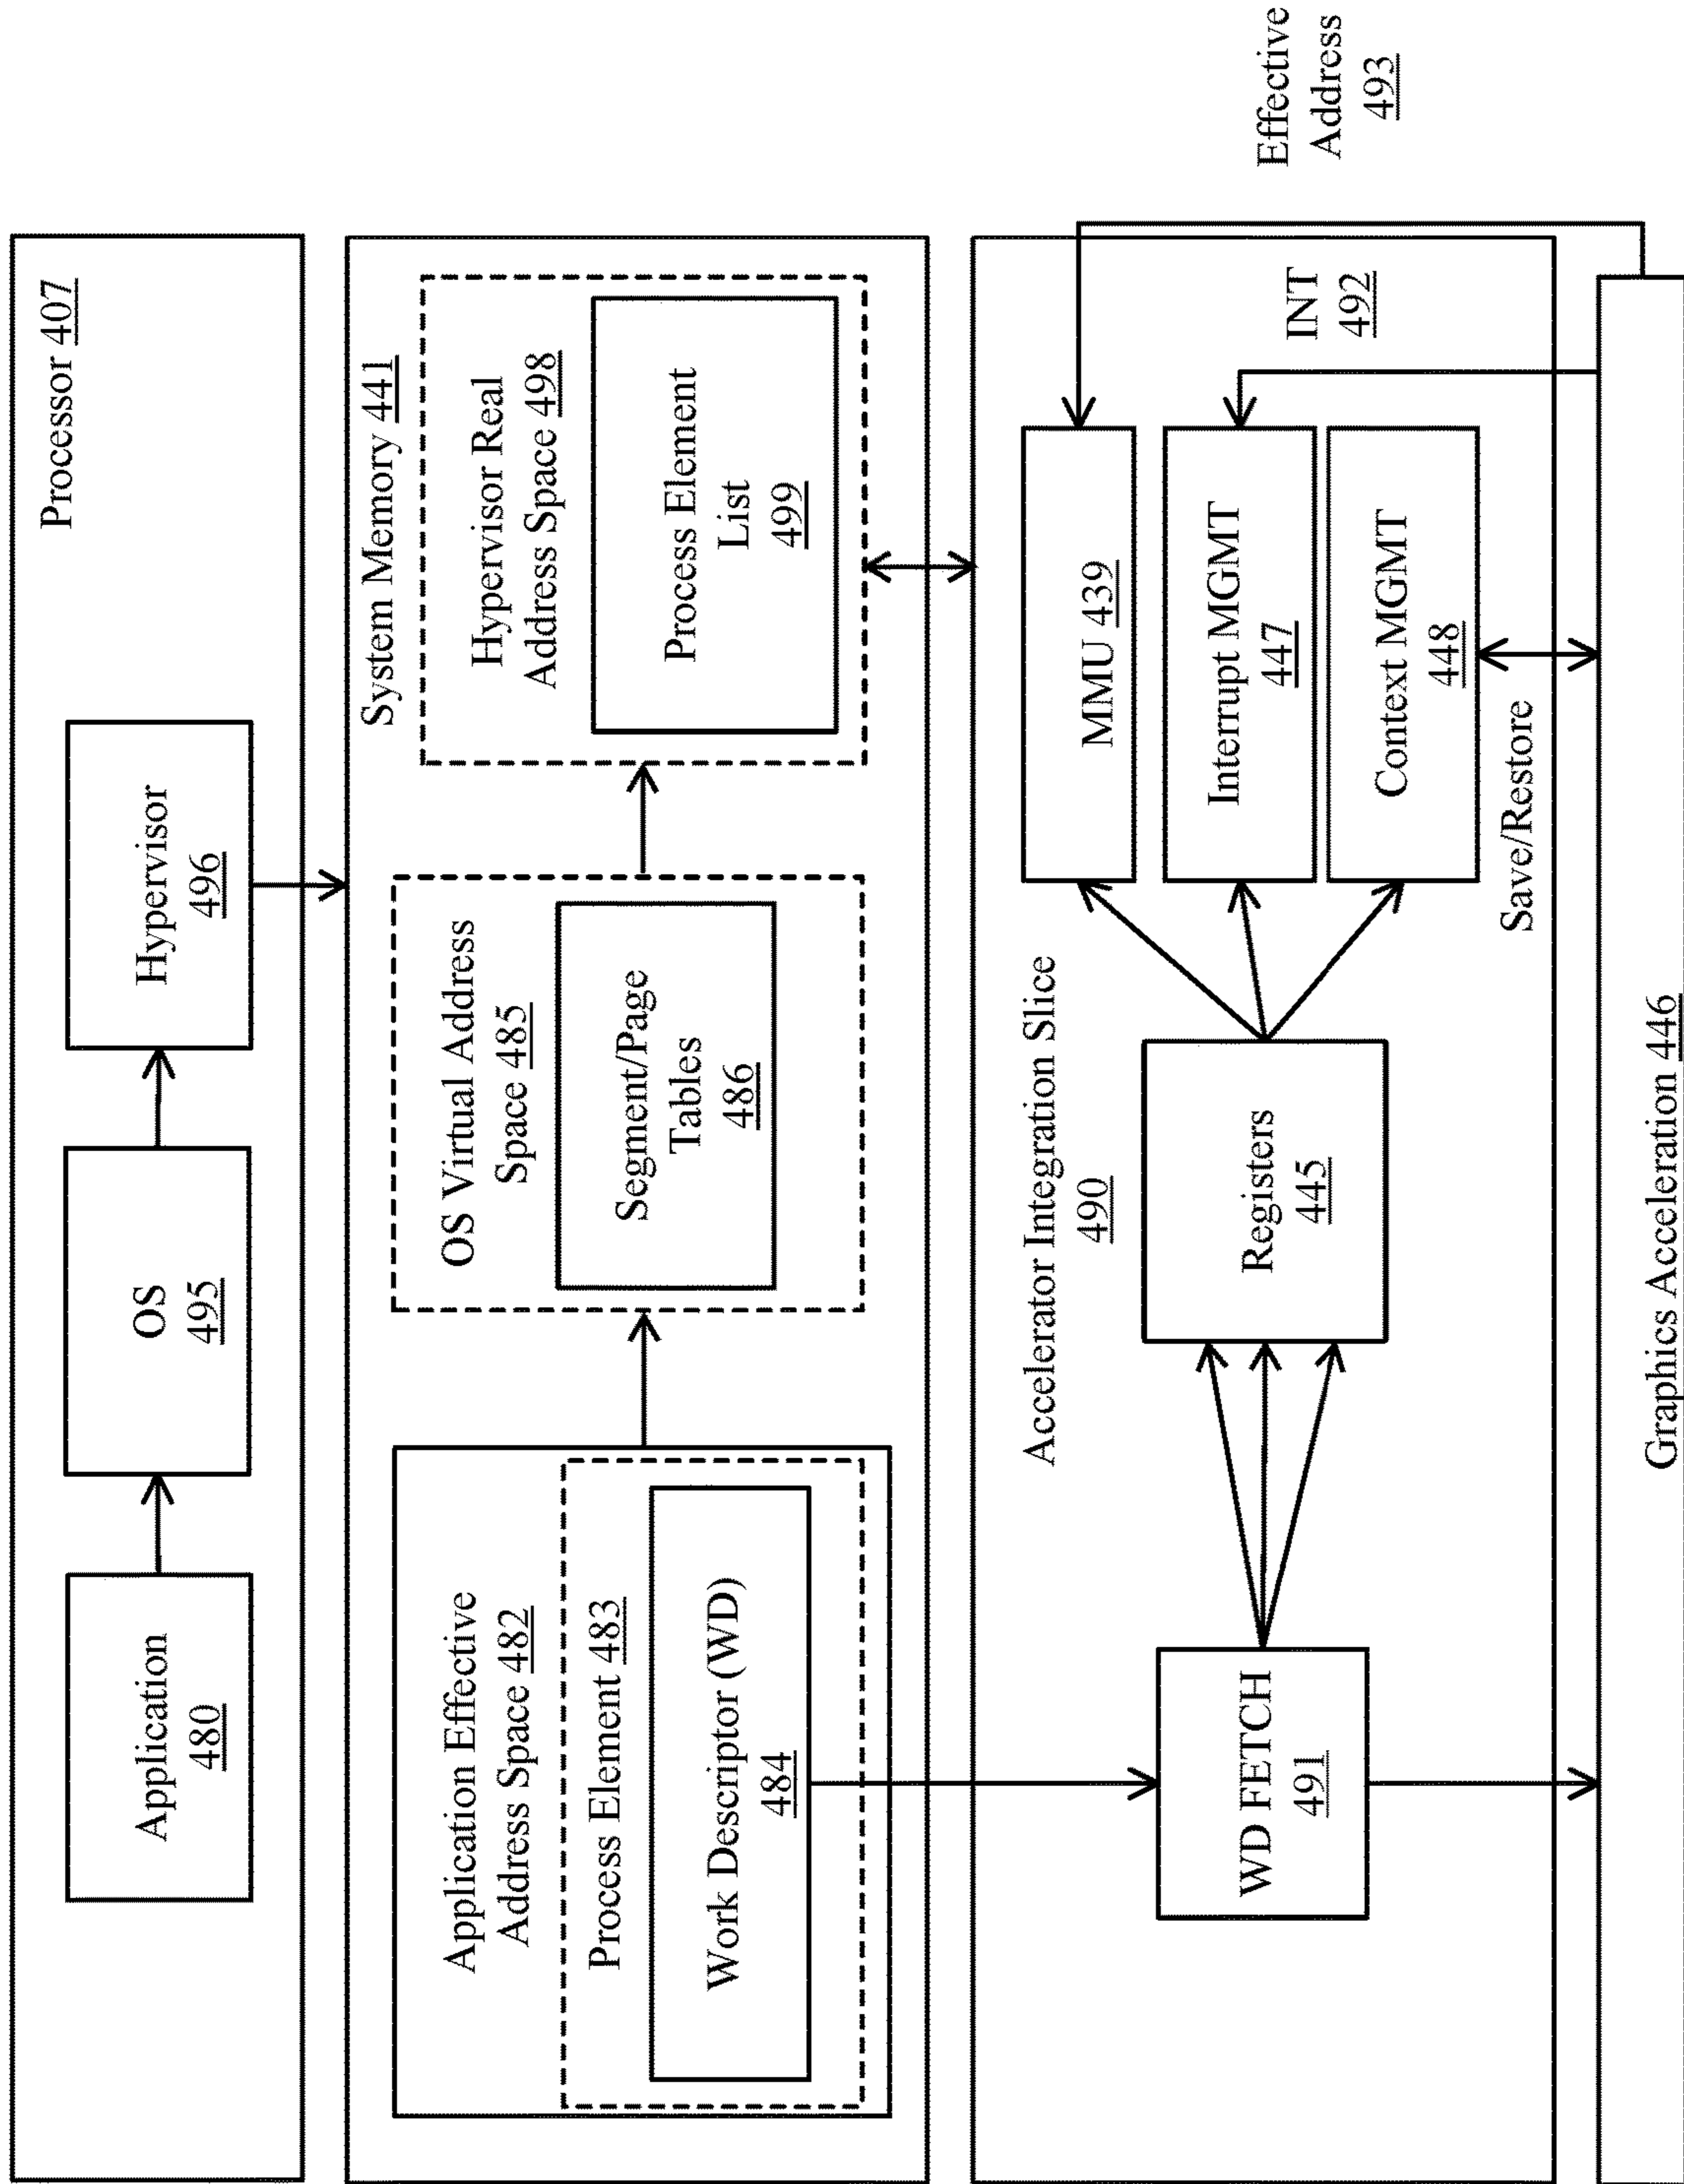 Processor 407
Application
480
OS
495
Hypervisor
496
System Memory 441
Application Effective
Address Space 482
Process Element 483
Work Descriptor (WD)
484
OS Virtual Address
Space 485
Segment/Page
Tables
486
Hypervisor Real
Address Space 498
Process Element
List
499
Accelerator Integration Slice
490
WD FETCH
491
Registers
445
MMU 439
Interrupt MGMT
447
Context MGMT
448
Save/Restore
INT
492
Effective
Address
493
Graphics Acceleration 446